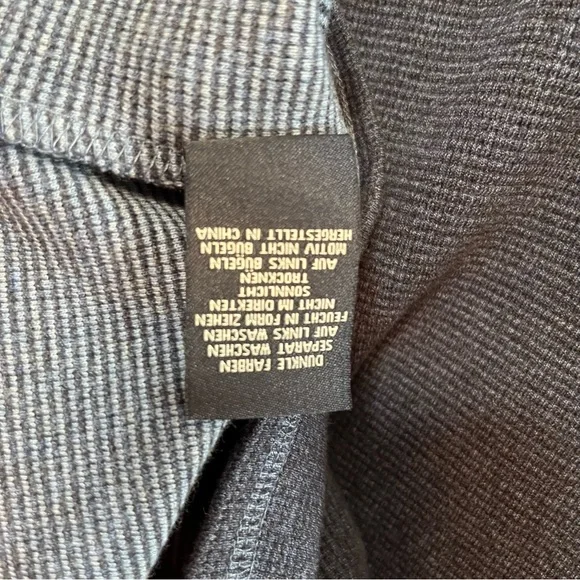 DUNKLE FARBEN
SEPARAT WASCHEN
AUF LINKS WASCHEN
FEUCHT IN FORM ZIEHEN
NICHT IM DIREKTEN
SONNLICHT
TROCKNEN
AUF LINKS BÜGELN
MOTIV NICHT BÜGELN
HERGESTELLT IN CHINA